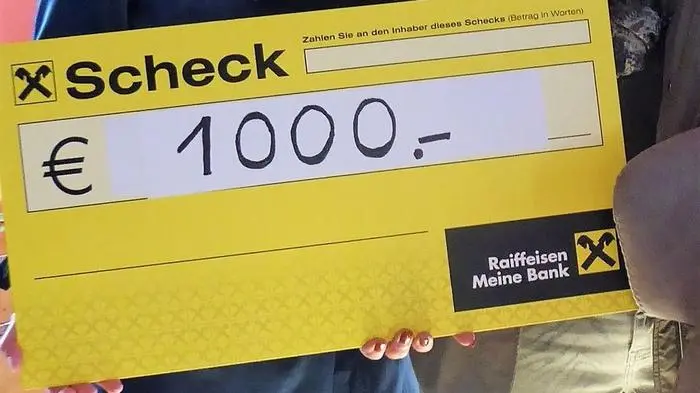 Zahlen Sie an den Inhaber dieses Schecks (Betrag in Worten)
Scheck
€ 1000.-
Raiffeisen
Meine Bank